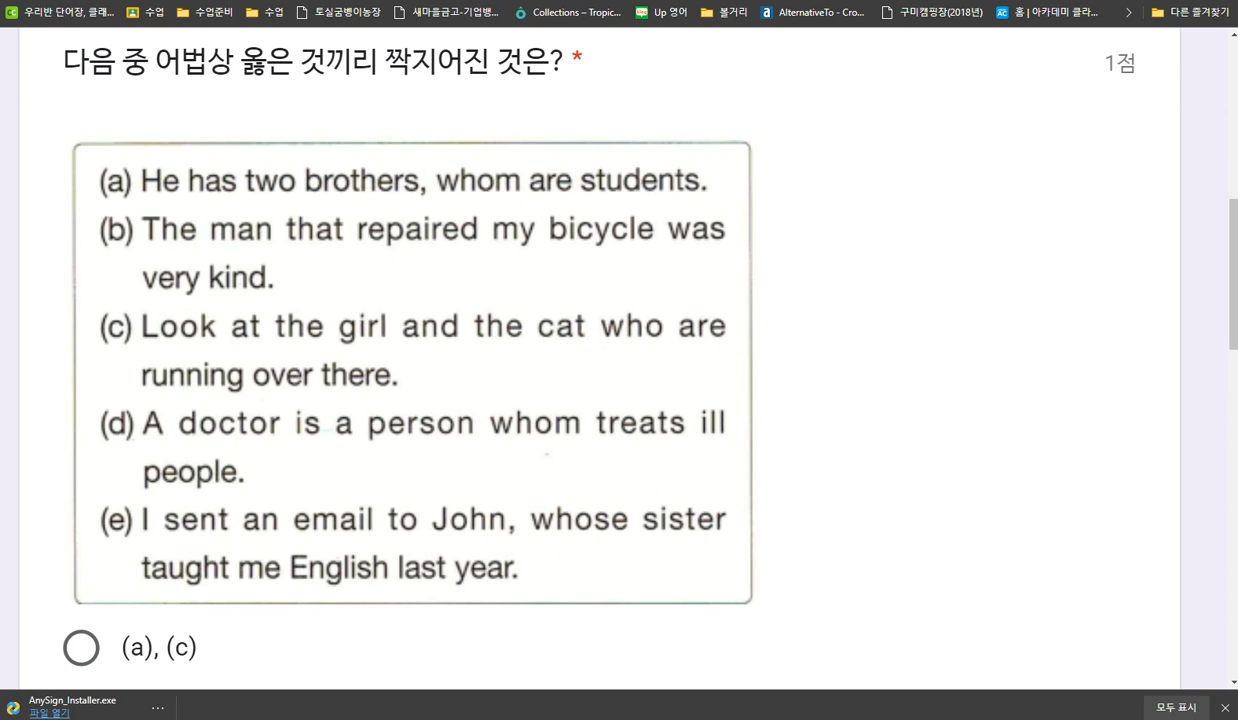 우리반 단어장, 클래... 수업 수업준비 수업 토실굼벵이농장 새마을금고-기업뱅... Collections – Tropic... Up 영어 볼거리 AlternativeTo - Cro... 구미캠핑장(2018년) 홈 | 아카데미 클라... 다른 즐겨찾기
다음 중 어법상 옳은 것끼리 짝지어진 것은? *
1점
(a) He has two brothers, whom are students.
(b) The man that repaired my bicycle was
very kind.
(c) Look at the girl and the cat who are
running over there.
(d) A doctor is a person whom treats ill
people.
(e) I sent an email to John, whose sister
taught me English last year.
(a), (c)
AnySign_Installer.exe
파일 열기
...
모두 표시